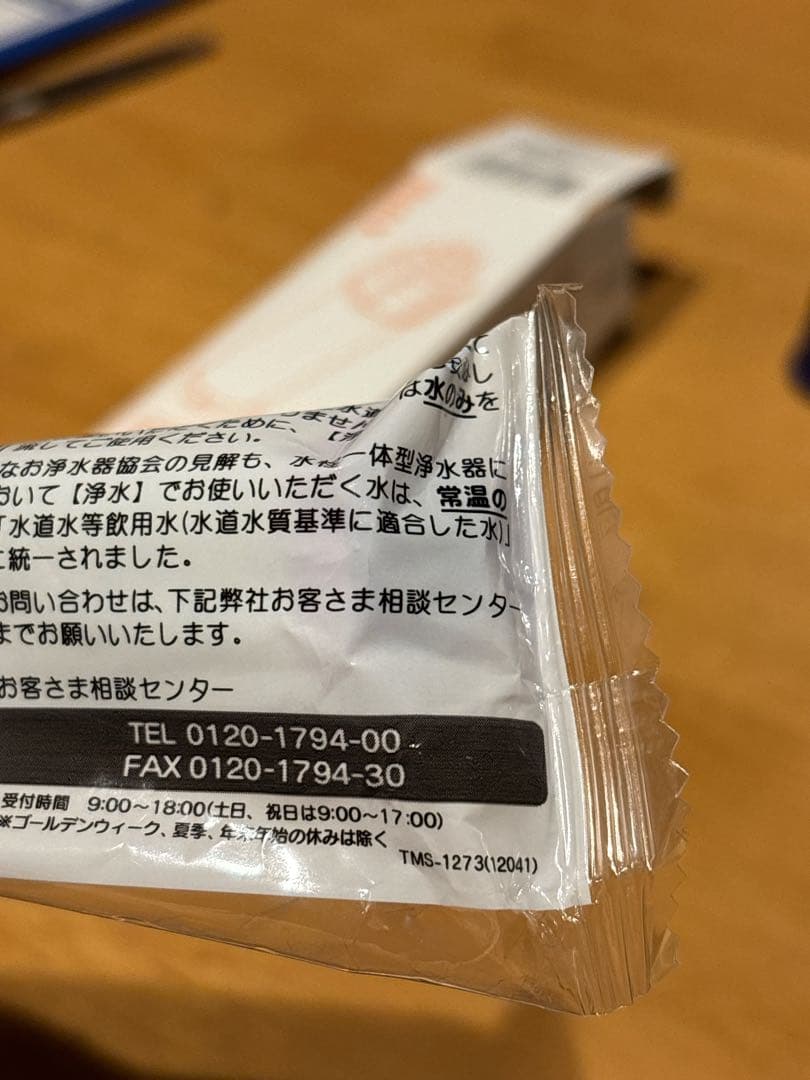 は水のみを
てご使用ください。
なお浄水器協会の見解も、水栓一体型浄水器に
おいて【浄水】でお使いいただく水は、常温の
「水道水等飲用水(水道水質基準に適合した水)」
に統一されました。
お問い合わせは、下記弊社お客さま相談センター
までお願いいたします。
お客さま相談センター
TEL 0120-1794-00
FAX 0120-1794-30
受付時間 9:00～18:00(土日、祝日は9:00～17:00)
※ゴールデンウィーク、夏季、年末年始の休みは除く
TMS-1273(12041)